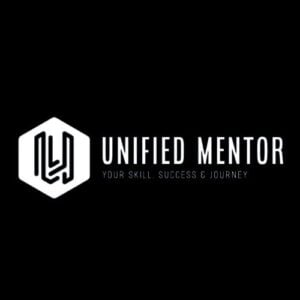 UNIFIED MENTOR
YOUR SKILL, SUCCESS & JOURNEY